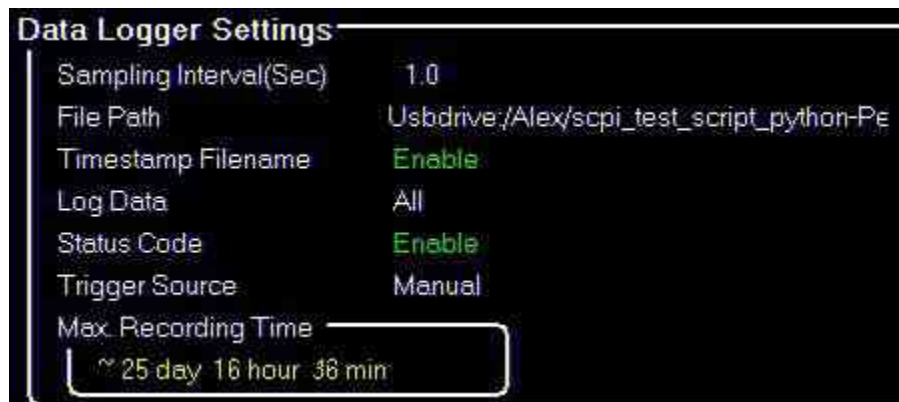 Data Logger Settings
Sampling Interval(Sec) 1.0
File Path Usbdrive:/Alex/scpi_test_script_python-Pe
Timestamp Filename Enable
Log Data All
Status Code Enable
Trigger Source Manual
Max. Recording Time
~ 25 day 16 hour 36 min